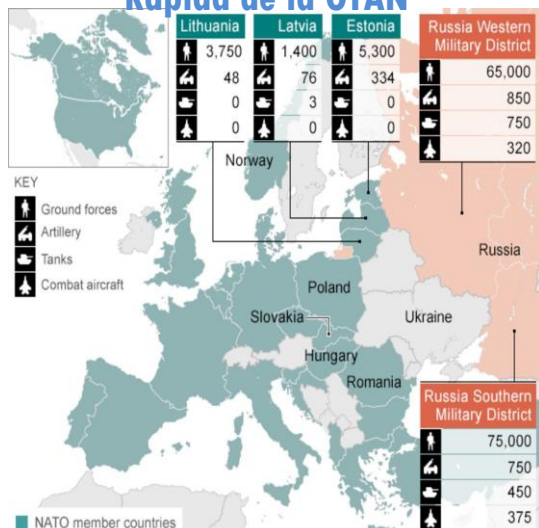 Rápida de la OTAN
Lithuania
3,750
48
0
0
Latvia
1,400
76
3
0
Estonia
5,300
334
0
0
Russia Western
Military District
65,000
850
750
320
Norway
KEY
Ground forces
Artillery
Tanks
Combat aircraft
Russia
Poland
Slovakia
Ukraine
Hungary
Romania
Russia Southern
Military District
75,000
750
450
375
NATO member countries